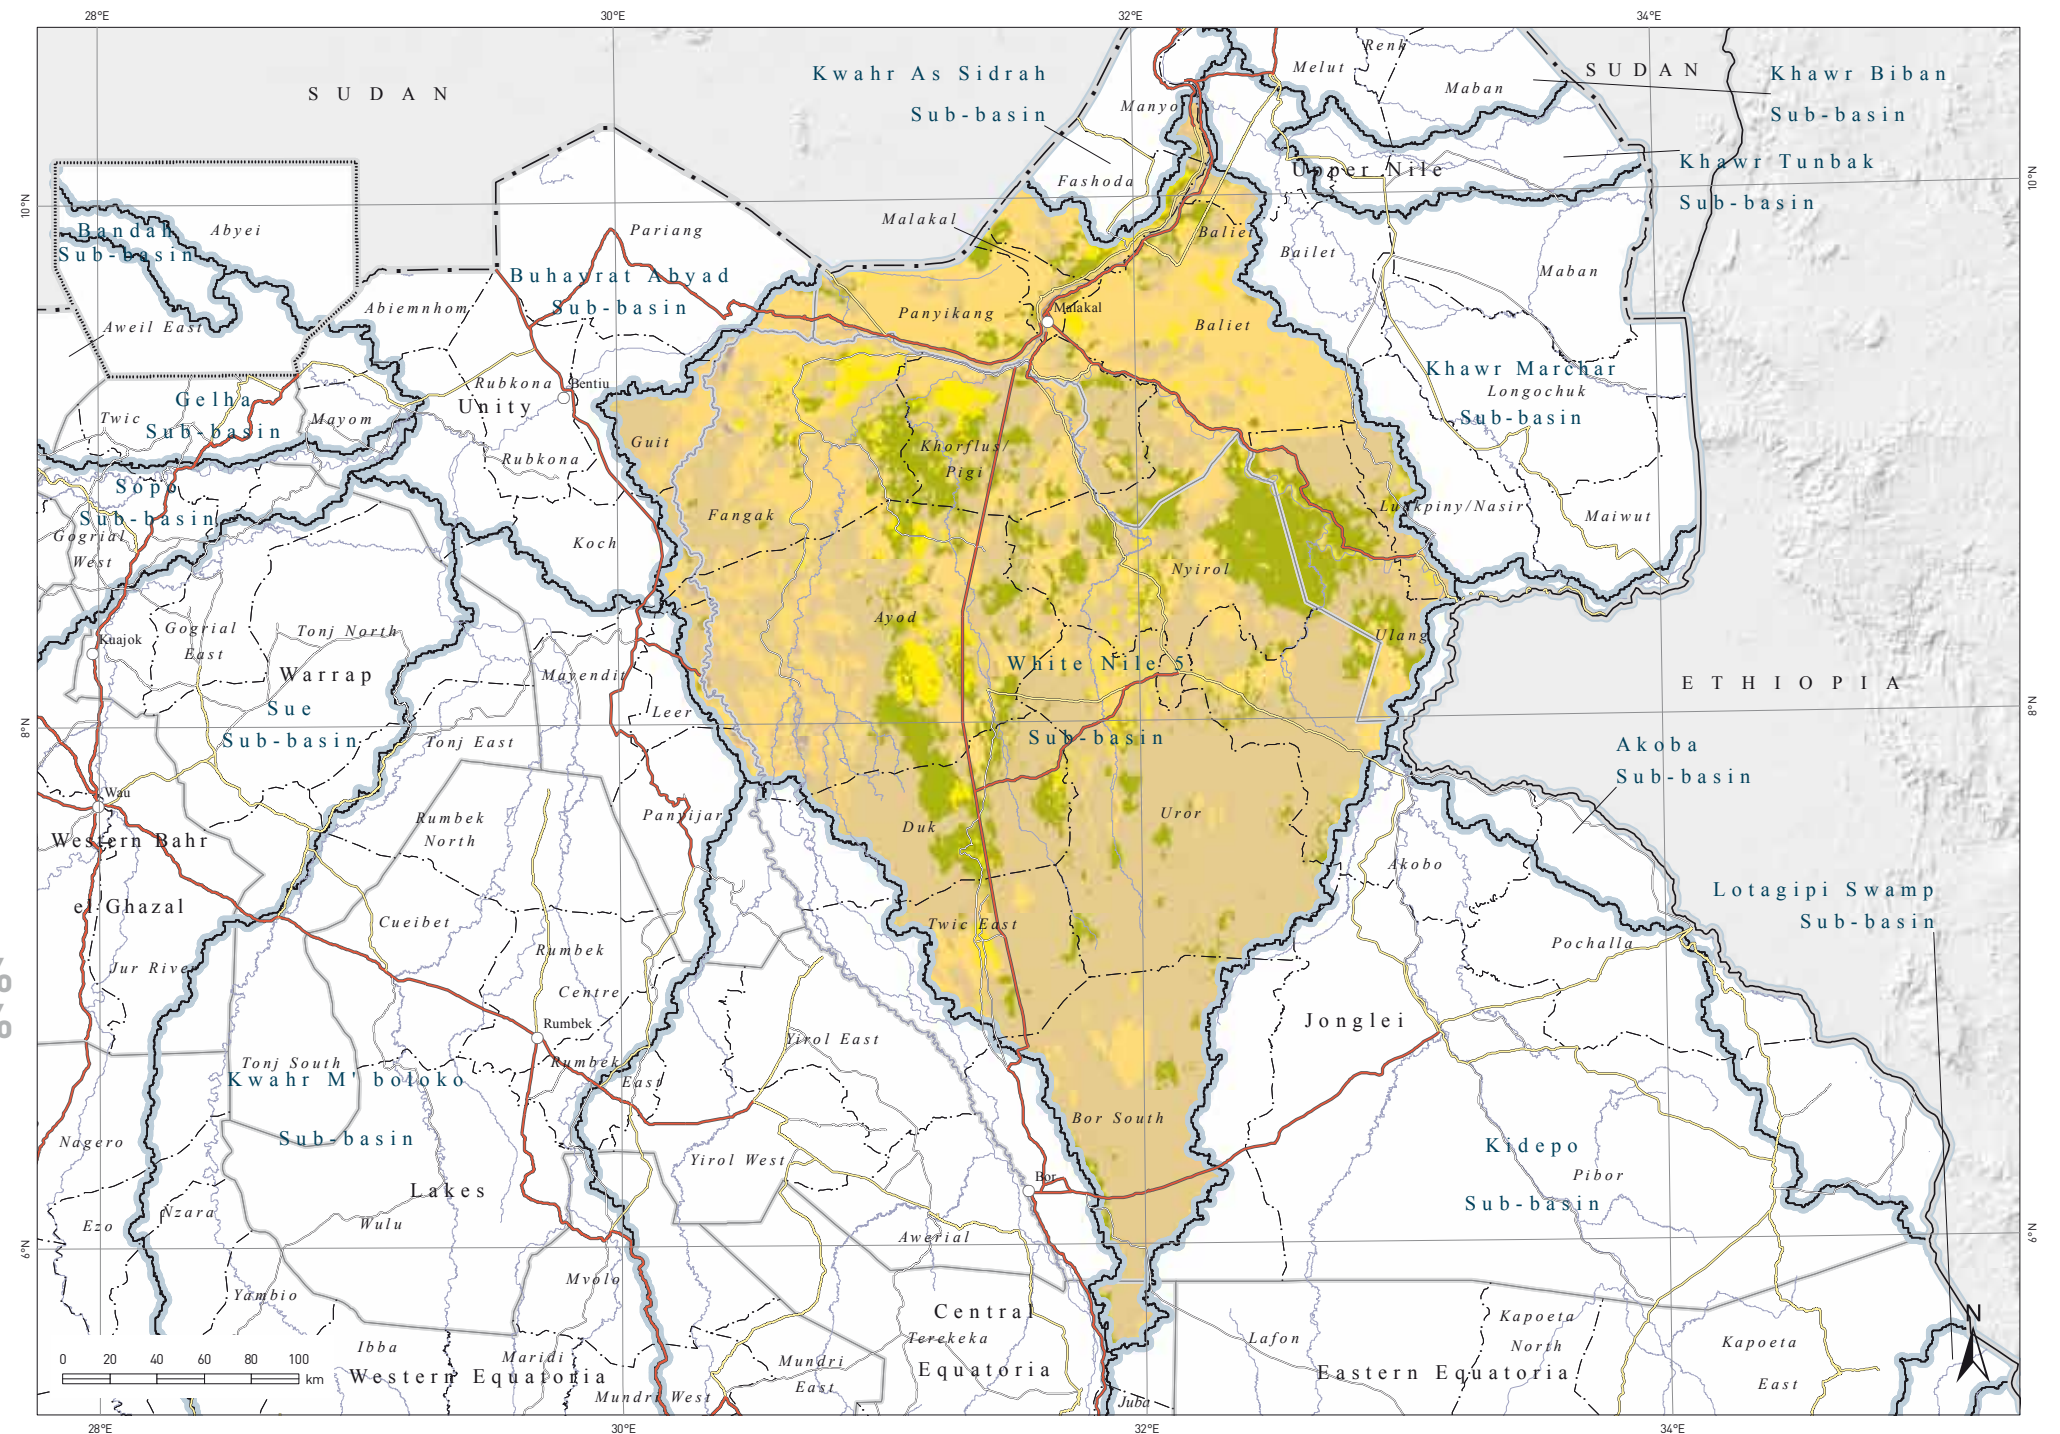 28°E
30°E
32°E
34°E
SUDAN
Kwahr As Sidrah
Sub-basin
Renk
Melut
Maban
SUDAN
Khawr Biban
Sub-basin
Manyo
Khawr Tunbak
Sub-basin
Upper Nile
Fashoda
10°N
10°N
Bandah
Sub-basin
Abyei
Pariang
Malakal
Baliet
Bailet
Maban
Buhayrat Abyad
Sub-basin
Abiemnhom
Aweil East
Panyikang
Malakal
Baliet
Khawr Marchar
Longochuk
Sub-basin
Rubkona
Bentiu
Unity
Gelha
Sub-basin
Twic
Mayom
Guit
Khorflus/
Pigi
Rubkona
Sopo
Sub-basin
Gogrial
West
Fangak
Luakpiny/Nasir
Maiwut
Koch
Nyirol
Ayod
Ulang
Kuajok
Gogrial
East
Tonj North
Warrap
Mayendit
White Nile 5
Sub-basin
ETHIOPIA
Leer
Sue
Sub-basin
Tonj East
8°N
8°N
Akoba
Sub-basin
Wau
Western Bahr
el Ghazal
Rumbek
North
Panyijar
Duk
Uror
Akobo
Lotagipi Swamp
Sub-basin
Cueibet
Twic East
Pochalla
Rumbek
Centre
Jur River
%
%
Rumbek
Jonglei
Yirol East
Tonj South
Rumbek
East
Kwahr M' boloko
Sub-basin
Bor South
Nagero
Yirol West
Kidepo
Sub-basin
Pibor
Bor
Lakes
Nzara
Ezo
Wulu
Awerial
6°N
6°N
Mvolo
Yambio
Central
Equatoria
Terekeka
Kapoeta
North
Lafon
Kapoeta
East
N
Ibba
Maridi
Mundri
East
Western Equatoria
Eastern Equatoria
Mundri West
Juba
0 20 40 60 80 100
km
28°E
30°E
32°E
34°E